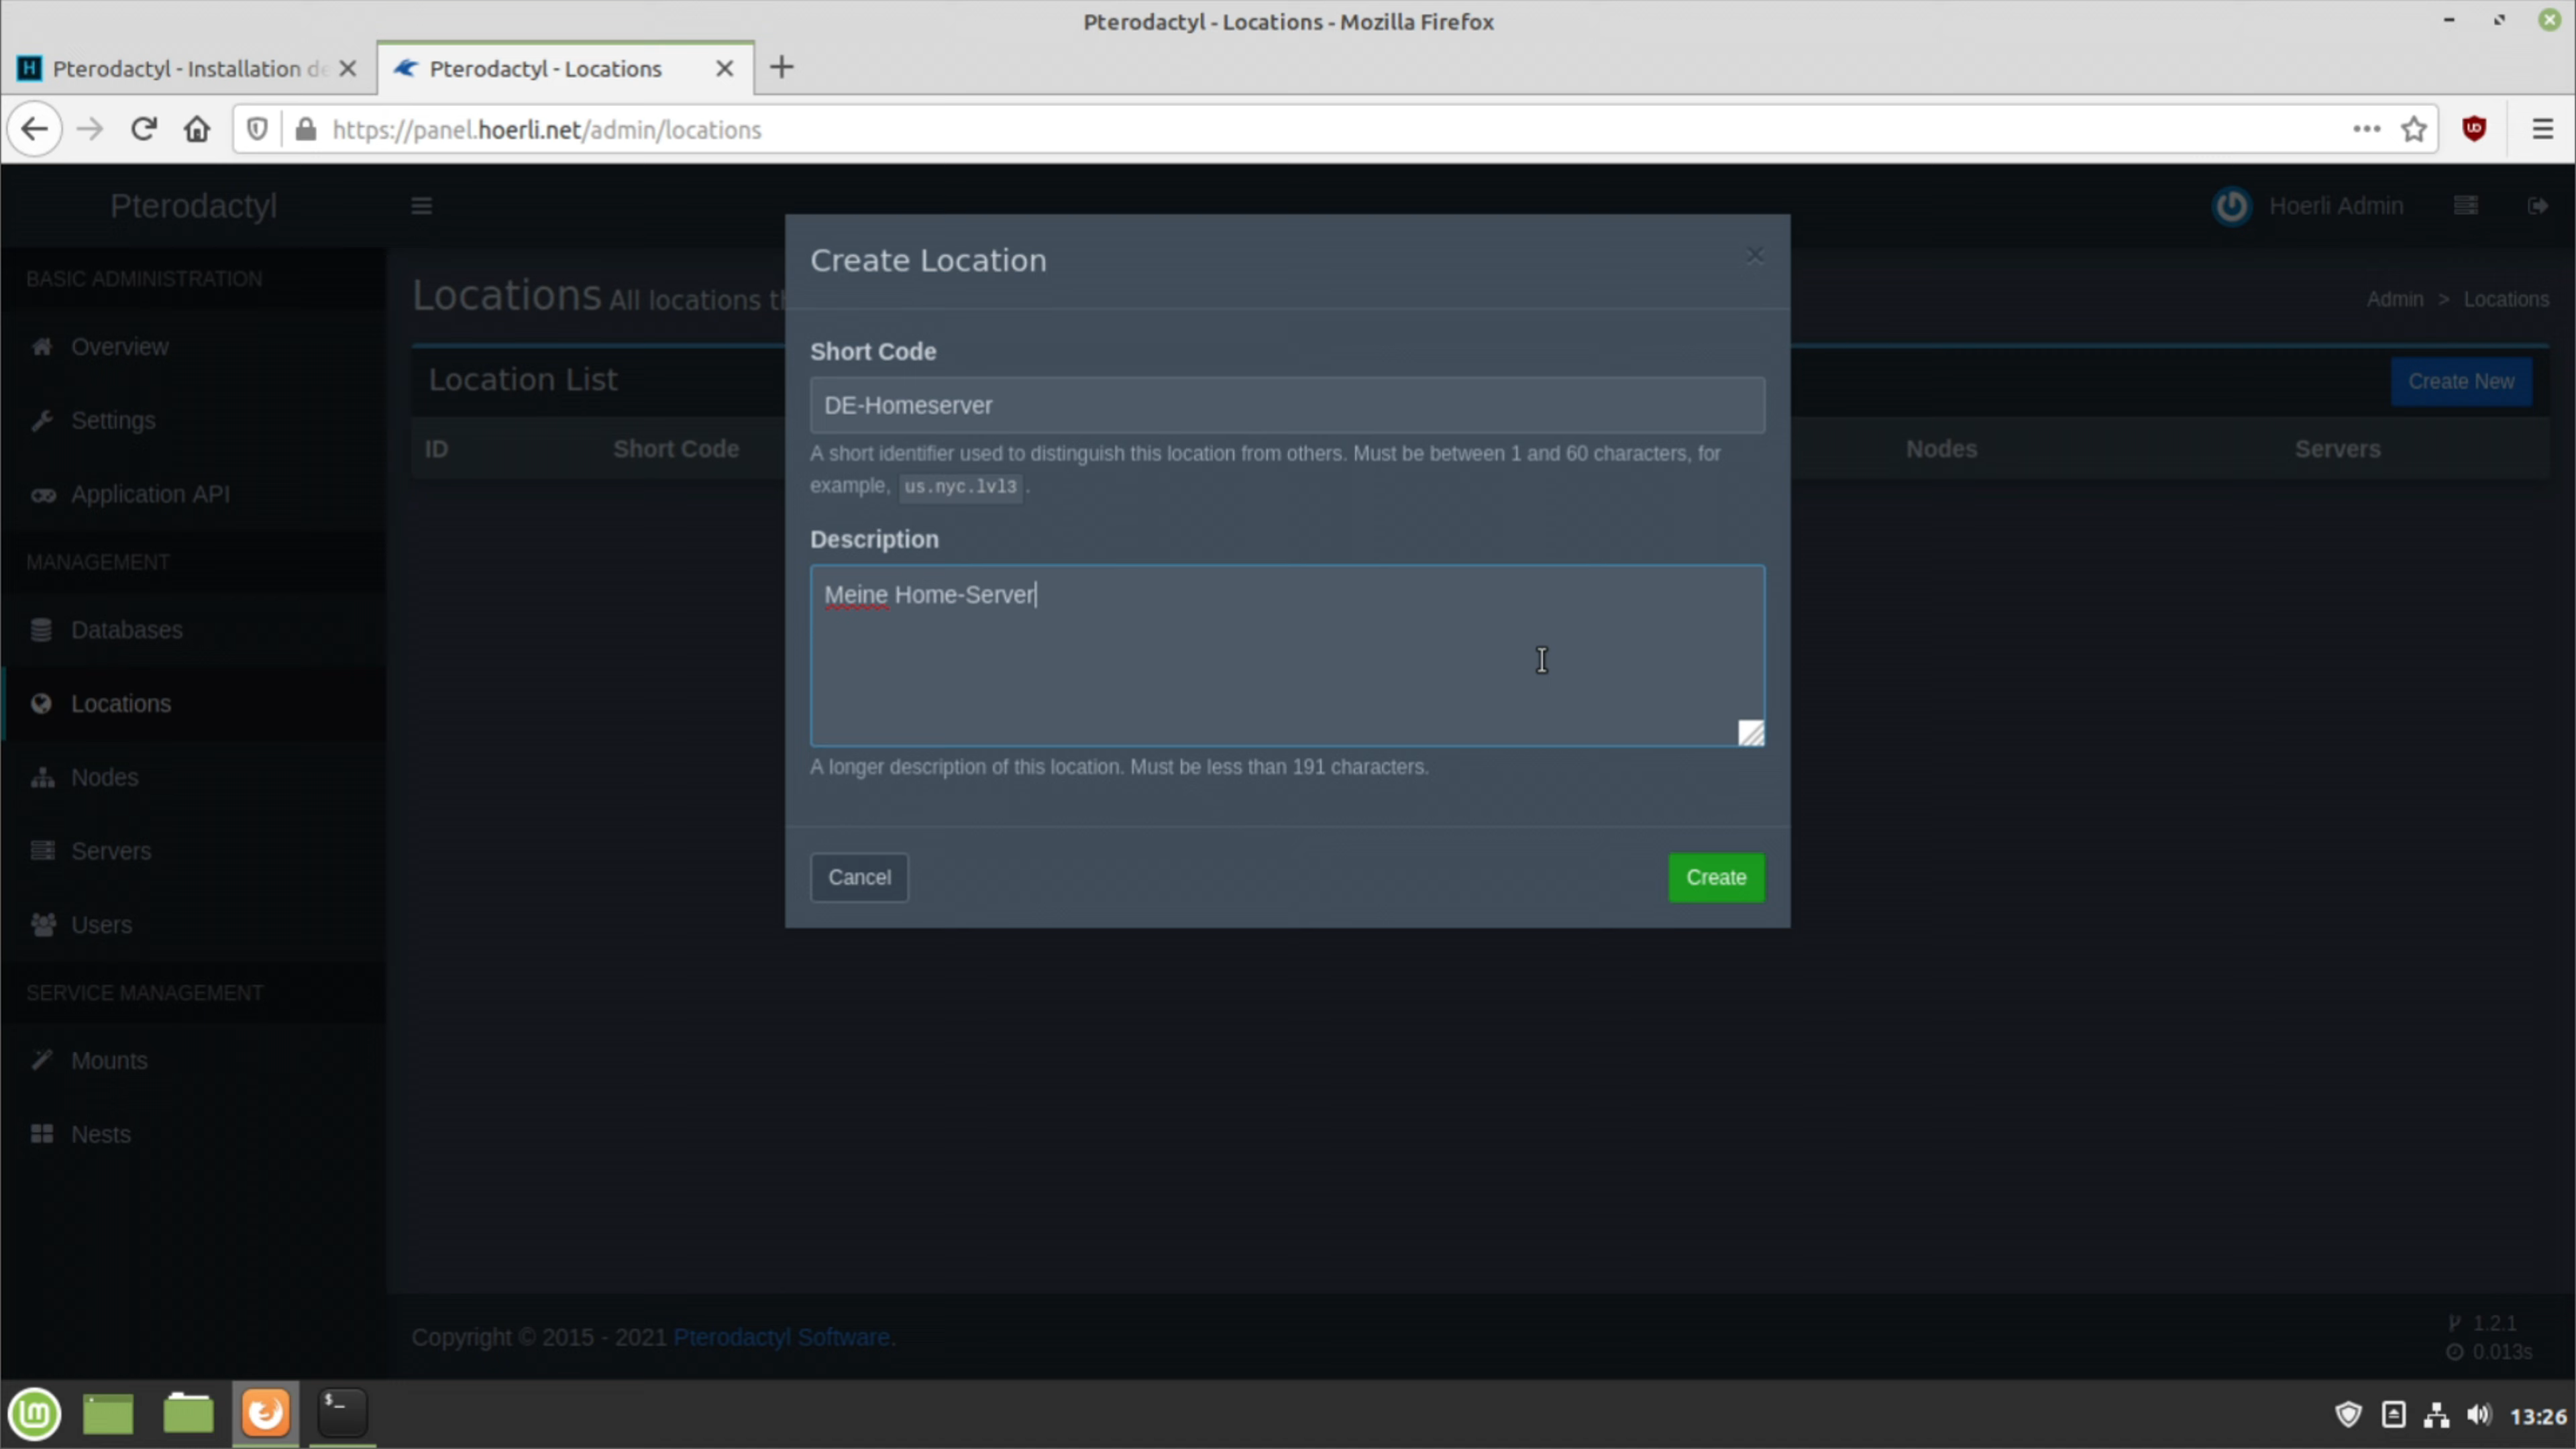 Pterodactyl - Locations - Mozilla Firefox
Pterodactyl - Installation de
Pterodactyl - Locations
https://panel.hoerli.net/admin/locations
Pterodactyl
Hoerli Admin
BASIC ADMINISTRATION
Overview
Settings
Application API
MANAGEMENT
Databases
Locations
Nodes
Servers
Users
SERVICE MANAGEMENT
Mounts
Nests
Locations All locations th
Admin > Locations
Location List
Create New
ID Short Code Nodes Servers
Create Location
Short Code
DE-Homeserver
A short identifier used to distinguish this location from others. Must be between 1 and 60 characters, for
example, us.nyc.lvl3 .
Description
Meine Home-Server
A longer description of this location. Must be less than 191 characters.
Cancel
Create
Copyright © 2015 - 2021 Pterodactyl Software.
1.2.1
0.013s
13:26